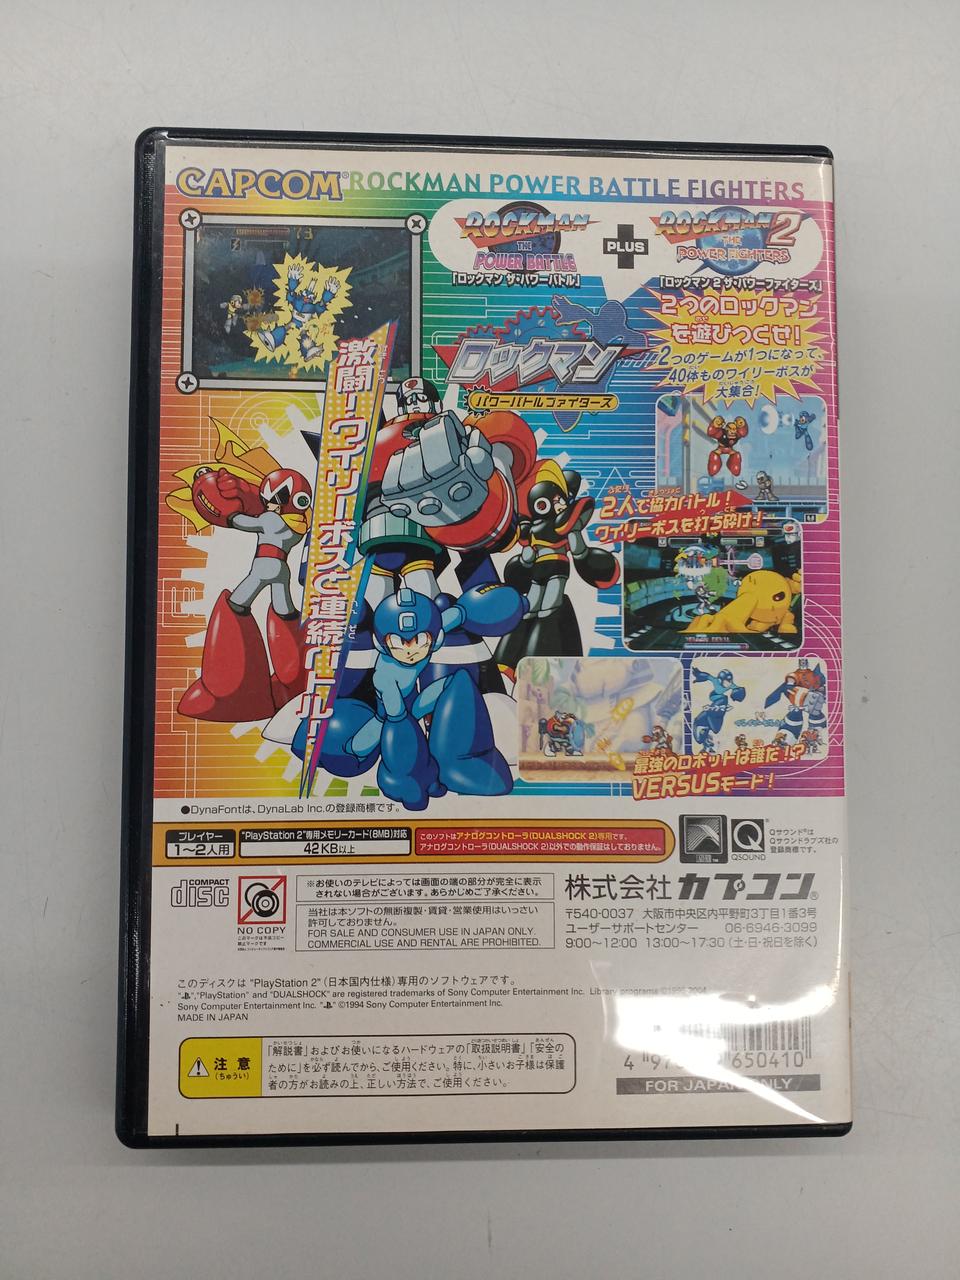 CAPCOM® ROCKMAN POWER BATTLE FIGHTERS
ROCKMAN
THE
POWER BATTLE
「ロックマン ザ・パワーバトル」
PLUS
ROCKMAN 2
THE
POWER FIGHTERS
「ロックマン 2 ザ・パワーファイターズ」
73
2つのロックマン
を遊びつくせ!
2つのゲームが1つになって、
40体ものワイリーボスが
大集合!
ロックマン
パワーバトルファイターズ
激闘!ワイリーボスと連続バトル!
2人で協力バトル!
ワイリーボスを打ち砕け!
ロックマン
最強のロボットは誰だ!?
VERSUSモード!
●DynaFontは、DynaLab Inc.の登録商標です。
プレイヤー
1〜2人用
"PlayStation 2"専用メモリーカード(8MB)対応
42KB以上
このソフトはアナログコントローラ(DUALSHOCK 2)専用です。
アナログコントローラ(DUALSHOCK 2)以外での動作保証はしておりません。
QSOUND
Qサウンド®は
Qサウンドラブズ社の
登録商標です。
COMPACT
disc
NO COPY
※お使いのテレビによっては画面の端の部分が完全に表示
されない場合がございます。あらかじめご了承ください。
当社は本ソフトの無断複製・賃貸・営業使用はいっさい
許可しておりません。
FOR SALE AND CONSUMER USE IN JAPAN ONLY.
COMMERCIAL USE AND RENTAL ARE PROHIBITED.
株式会社 カプコン®
〒540-0037 大阪市中央区内平野町3丁目1番3号
ユーザーサポートセンター 06-6946-3099
9:00〜12:00 13:00〜17:30 (土・日・祝日を除く)
このディスクは "PlayStation 2" (日本国内仕様) 専用のソフトウェアです。
"PlayStation" and "DUALSHOCK" are registered trademarks of Sony Computer Entertainment Inc. Library programs ©1995-2004
Sony Computer Entertainment Inc. ©1994 Sony Computer Entertainment Inc.
MADE IN JAPAN
注意
(ちゅうい)
「解説書」およびお使いになるハードウェアの「取扱説明書」「安全の
ために」を必ず読んでから、ご使用ください。特に、小さいお子様は保護
者の方がお読みの上、正しい方法で、ご使用ください。
4 97 650410
FOR JAPAN ONLY